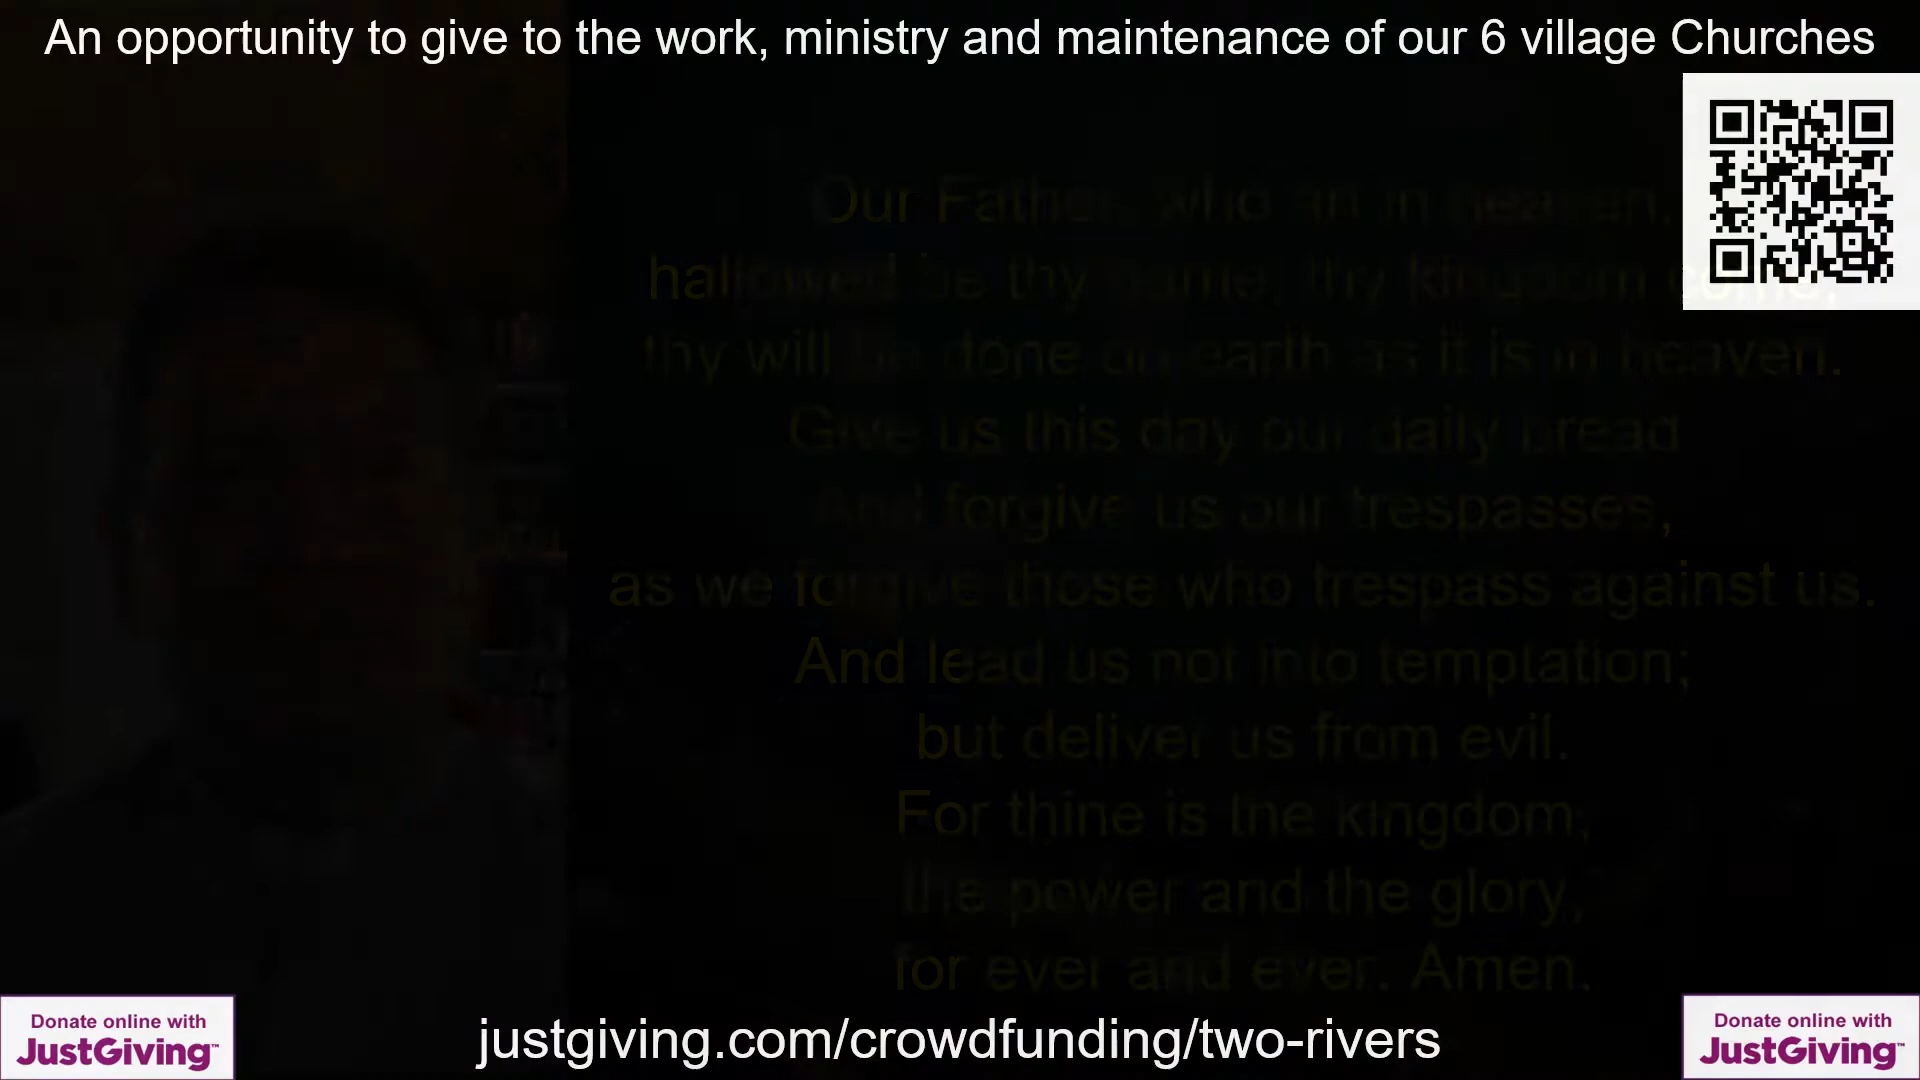 An opportunity to give to the work, ministry and maintenance of our 6 village Churches
Our Father who art in heaven,
hallowed be thy name, thy kingdom come,
thy will be done on earth as it is in heaven.
Give us this day our daily bread
And forgive us our trespasses,
as we forgive those who trespass against us.
And lead us not into temptation;
but deliver us from evil.
For thine is the kingdom,
the power and the glory,
for ever and ever. Amen.
Donate online with
JustGiving™
justgiving.com/crowdfunding/two-rivers
Donate online with
JustGiving™